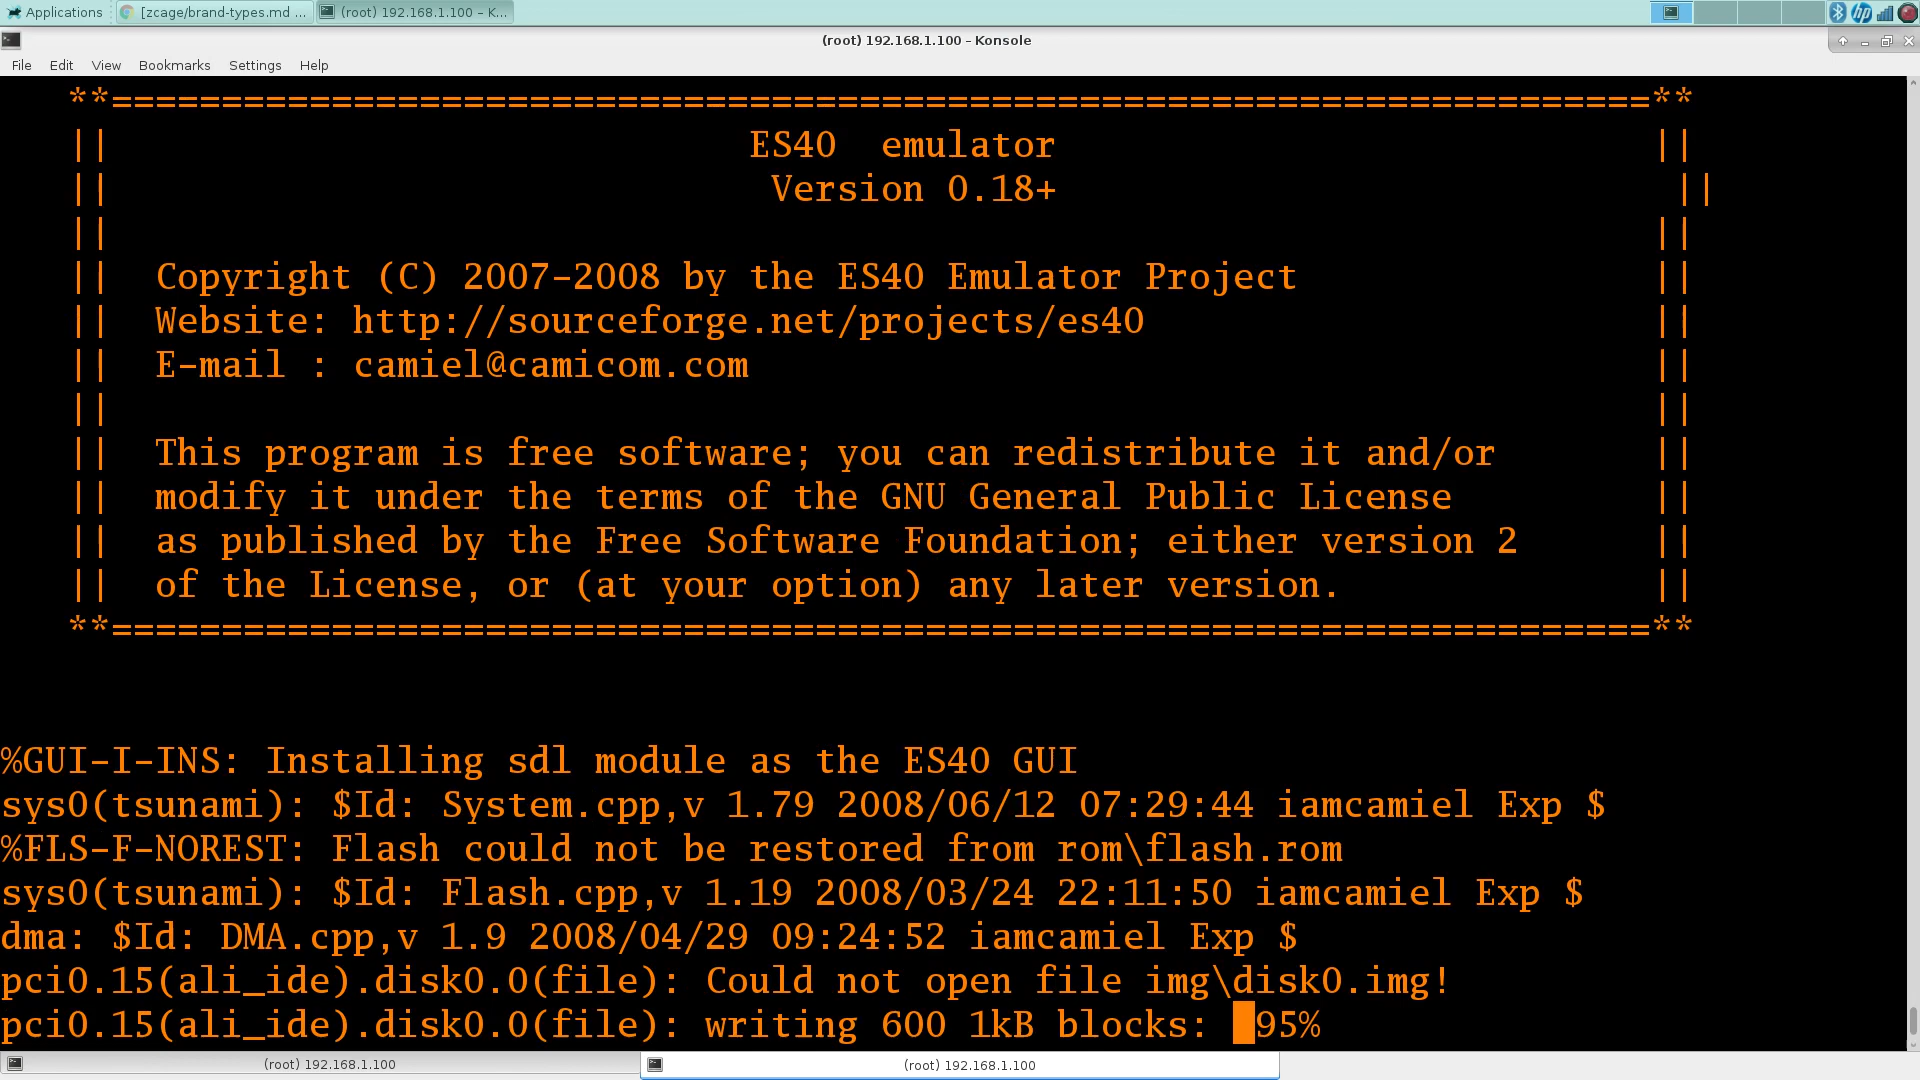 Applications
[zcage/brand-types.md ...
(root) 192.168.1.100 – K...
(root) 192.168.1.100 – Konsole
File Edit View Bookmarks Settings Help
**======================================================================**
|| ES40  emulator ||
|| Version 0.18+ ||
|| ||
|| Copyright (C) 2007-2008 by the ES40 Emulator Project ||
|| Website: http://sourceforge.net/projects/es40 ||
|| E-mail : camiel@camicom.com ||
|| ||
|| This program is free software; you can redistribute it and/or ||
|| modify it under the terms of the GNU General Public License ||
|| as published by the Free Software Foundation; either version 2 ||
|| of the License, or (at your option) any later version. ||
**======================================================================**
%GUI-I-INS: Installing sdl module as the ES40 GUI
sys0(tsunami): $Id: System.cpp,v 1.79 2008/06/12 07:29:44 iamcamiel Exp $
%FLS-F-NOREST: Flash could not be restored from rom\flash.rom
sys0(tsunami): $Id: Flash.cpp,v 1.19 2008/03/24 22:11:50 iamcamiel Exp $
dma: $Id: DMA.cpp,v 1.9 2008/04/29 09:24:52 iamcamiel Exp $
pci0.15(ali_ide).disk0.0(file): Could not open file img\disk0.img!
pci0.15(ali_ide).disk0.0(file): writing 600 1kB blocks: 95%
(root) 192.168.1.100
(root) 192.168.1.100